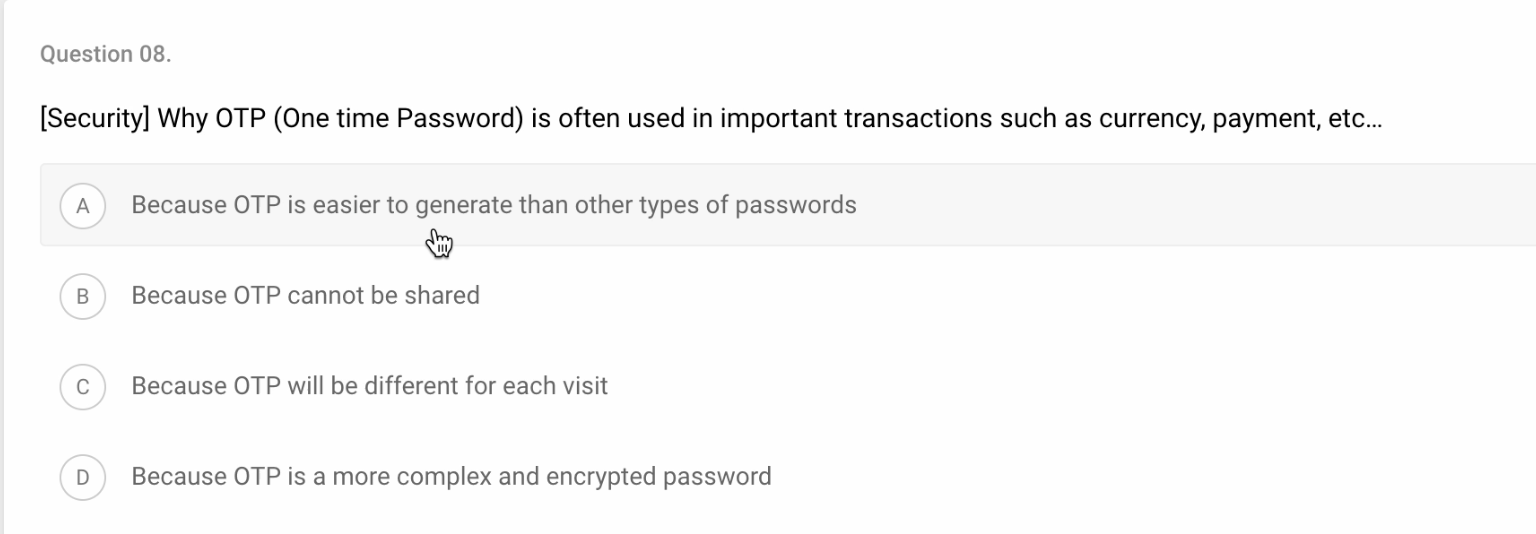 Question 08.
[Security] Why OTP (One time Password) is often used in important transactions such as currency, payment, etc...
A Because OTP is easier to generate than other types of passwords
B Because OTP cannot be shared
C Because OTP will be different for each visit
D Because OTP is a more complex and encrypted password